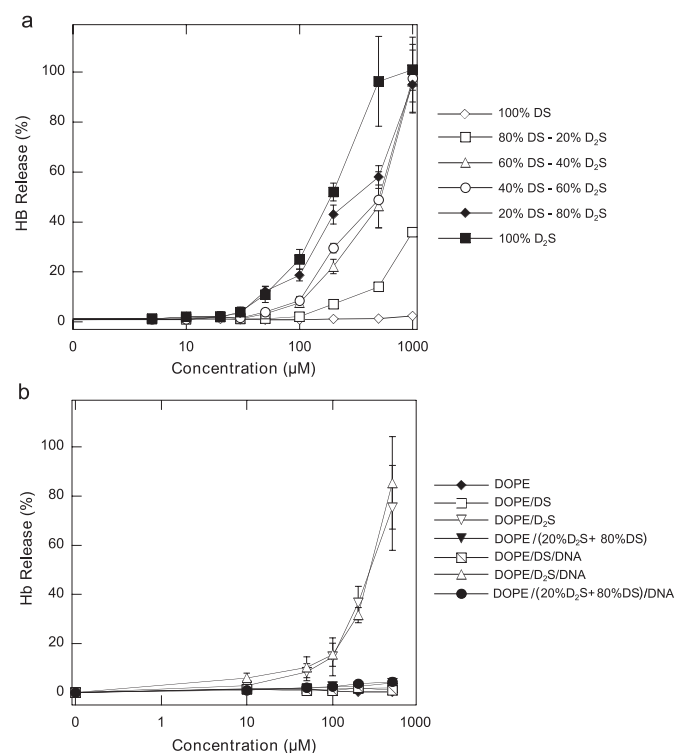 a
HB Release (%)
100
80
60
40
20
0
0
10
100
1000
Concentration (µM)
100% DS
80% DS - 20% D₂S
60% DS - 40% D₂S
40% DS - 60% D₂S
20% DS - 80% D₂S
100% D₂S
b
Hb Release (%)
100
80
60
40
20
0
0
1
10
100
1000
Concentration (µM)
DOPE
DOPE/DS
DOPE/D₂S
DOPE /(20%D₂S+ 80%DS)
DOPE/DS/DNA
DOPE/D₂S/DNA
DOPE/(20%D₂S+80%DS)/DNA